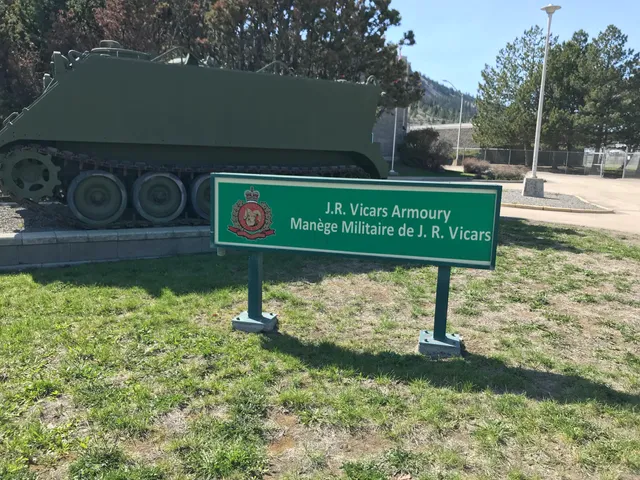 J.R. Vicars Armoury
Manège Militaire de J. R. Vicars